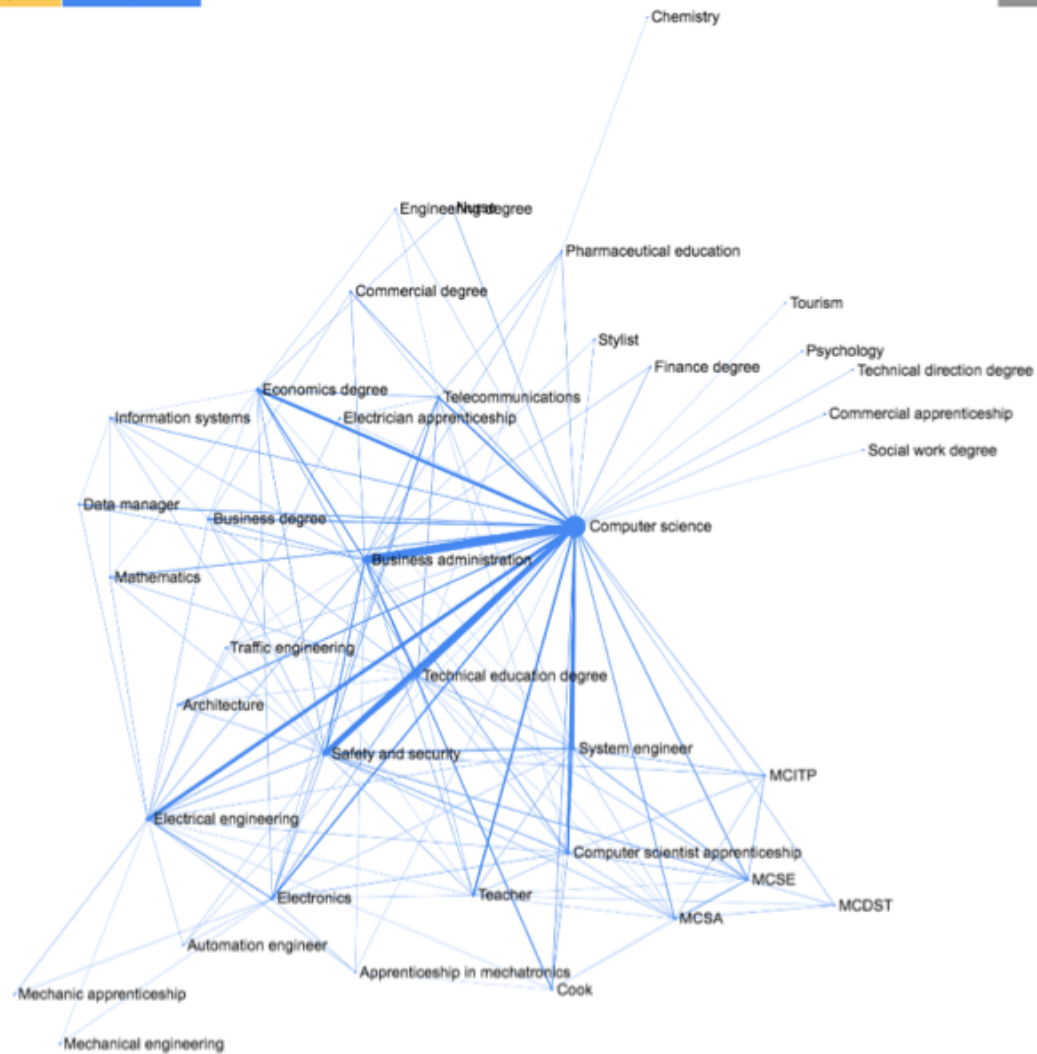 Chemistry
Engineering degree
Nurse
Pharmaceutical education
Commercial degree
Tourism
Stylist
Psychology
Finance degree
Technical direction degree
Economics degree
Telecommunications
Information systems
Electrician apprenticeship
Commercial apprenticeship
Social work degree
Data manager
Business degree
Computer science
Business administration
Mathematics
Traffic engineering
Technical education degree
Architecture
Safety and security
System engineer
MCITP
Electrical engineering
Computer scientist apprenticeship
MCSE
Electronics
Teacher
MCDST
MCSA
Automation engineer
Apprenticeship in mechatronics
Cook
Mechanic apprenticeship
Mechanical engineering